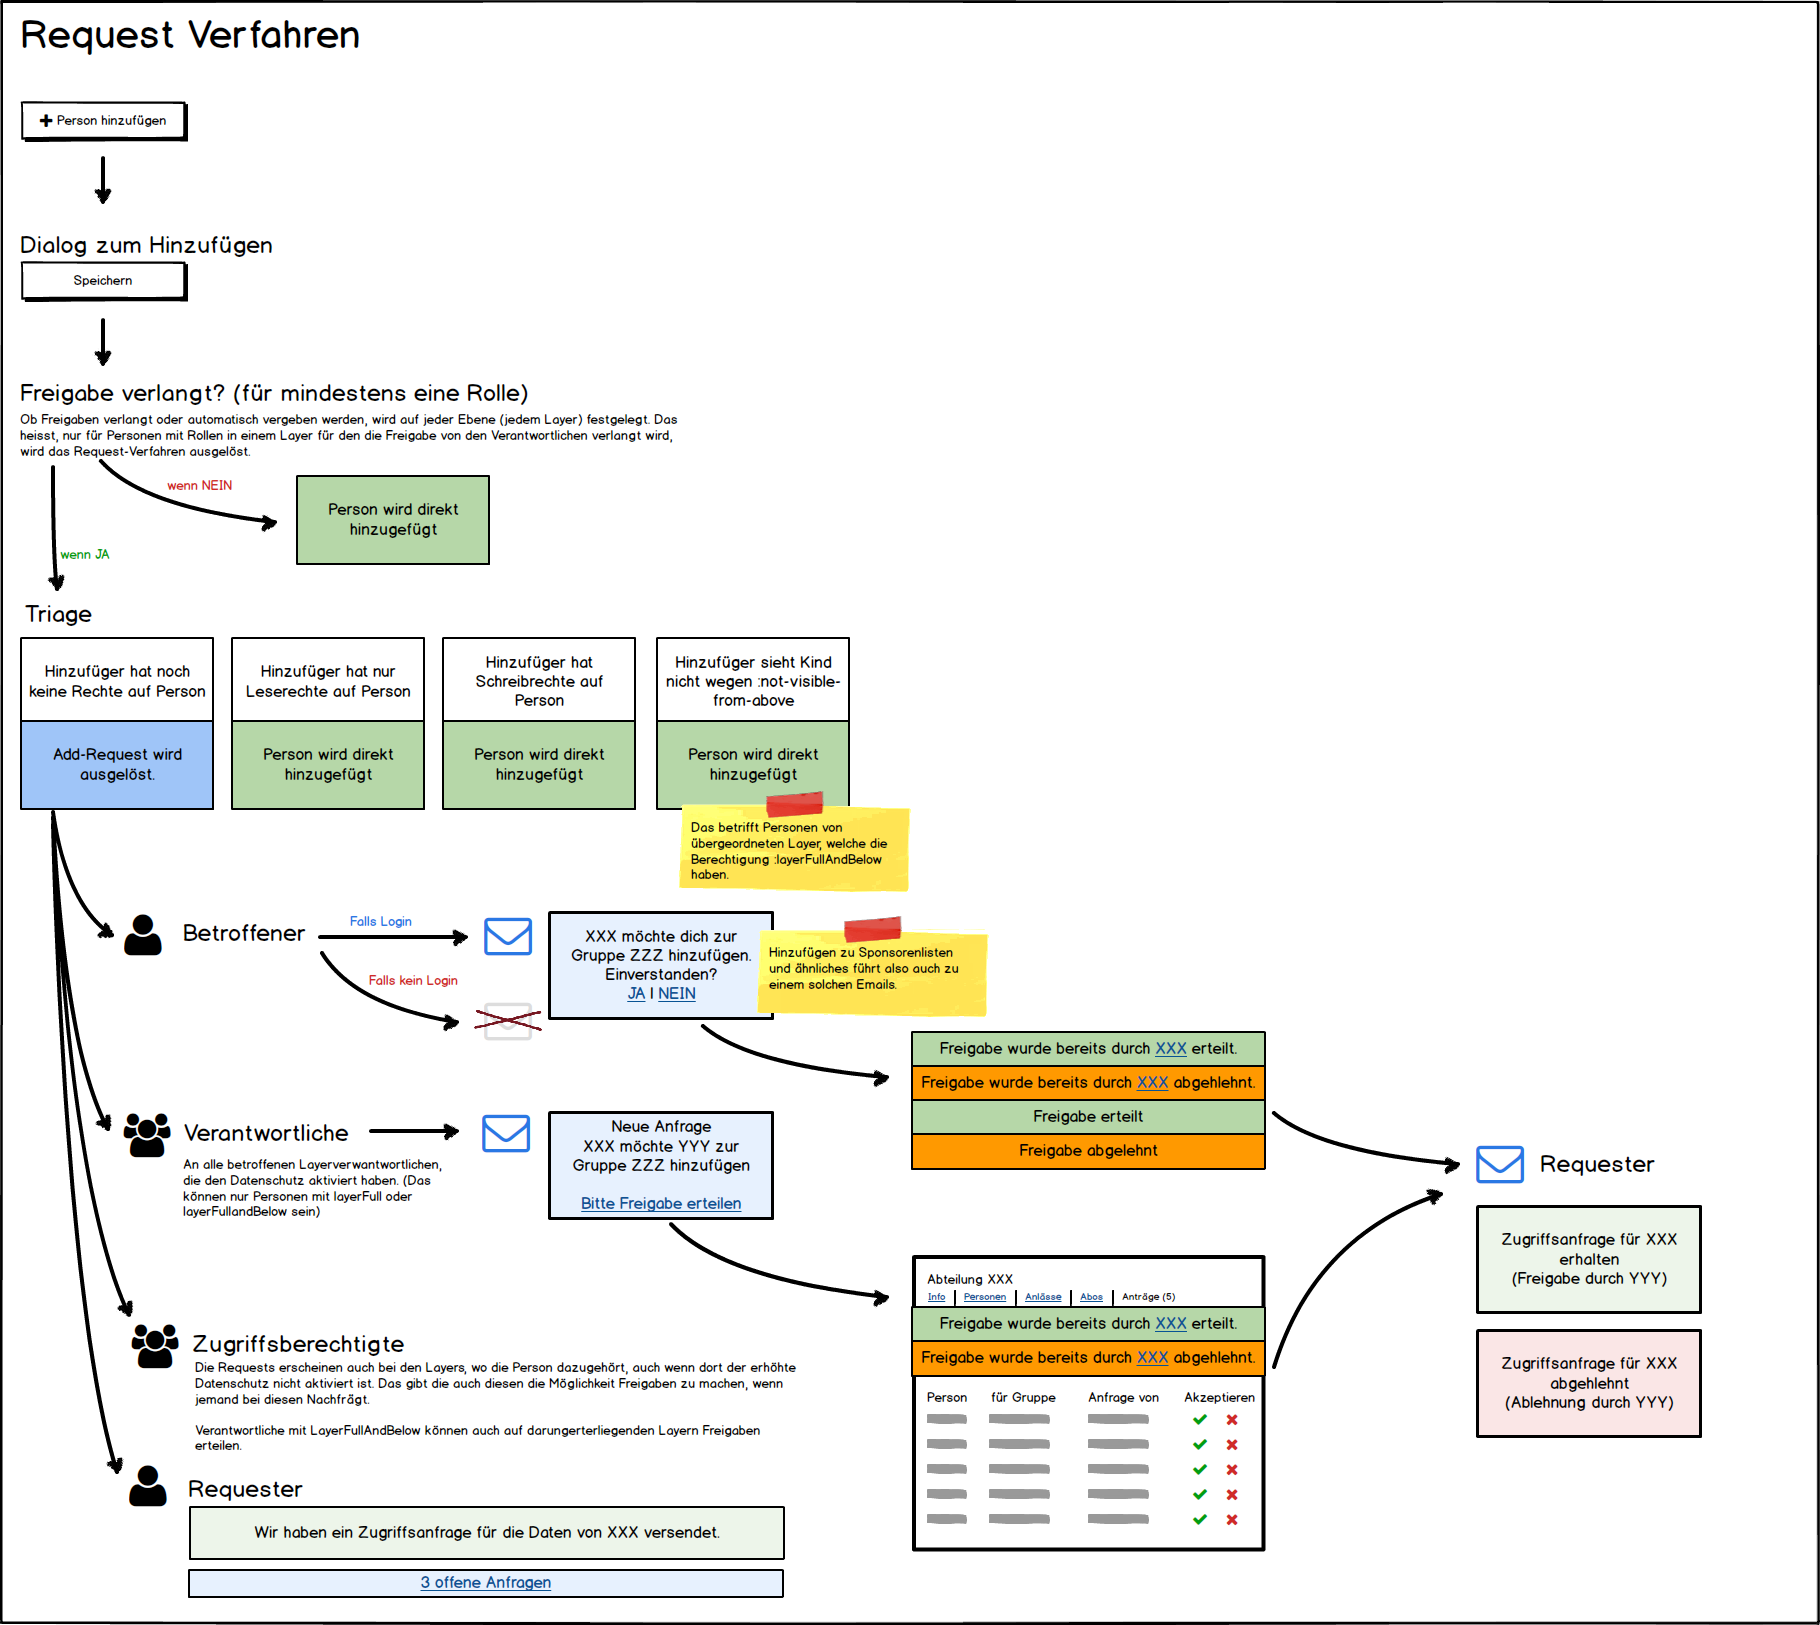 Request Verfahren
Person hinzufügen
Dialog zum Hinzufügen
Speichern
Freigabe verlangt? (für mindestens eine Rolle)
Ob Freigaben verlangt oder automatisch vergeben werden, wird auf jeder Ebene (jedem Layer) festgelegt. Das
heisst, nur für Personen mit Rollen in einem Layer für den die Freigabe von den Verantwortlichen verlangt wird,
wird das Request-Verfahren ausgelöst.
wenn NEIN
Person wird direkt
hinzugefügt
wenn JA
Triage
Hinzufüger hat noch
keine Rechte auf Person
Add-Request wird
ausgelöst.
Hinzufüger hat nur
Leserechte auf Person
Person wird direkt
hinzugefügt
Hinzufüger hat
Schreibrechte auf
Person
Person wird direkt
hinzugefügt
Hinzufüger sieht Kind
nicht wegen :not-visible-
from-above
Person wird direkt
hinzugefügt
Das betrifft Personen von
übergeordneten Layer, welche die
Berechtigung :layerFullAndBelow
haben.
Betroffener
Falls Login
Falls kein Login
XXX möchte dich zur
Gruppe ZZZ hinzufügen.
Einverstanden?
JA | NEIN
Hinzufügen zu Sponsorenlisten
und ähnliches führt also auch zu
einem solchen Emails.
Freigabe wurde bereits durch XXX erteilt.
Freigabe wurde bereits durch XXX abgehlehnt.
Freigabe erteilt
Freigabe abgelehnt
Verantwortliche
An alle betroffenen Layerverwantwortlichen,
die den Datenschutz aktiviert haben. (Das
können nur Personen mit layerFull oder
layerFullandBelow sein)
Neue Anfrage
XXX möchte YYY zur
Gruppe ZZZ hinzufügen
Bitte Freigabe erteilen
Requester
Zugriffsanfrage für XXX
erhalten
(Freigabe durch YYY)
Zugriffsanfrage für XXX
abgehlehnt
(Ablehnung durch YYY)
Abteilung XXX
Info | Personen | Anlässe | Abos | Anträge (5)
Freigabe wurde bereits durch XXX erteilt.
Freigabe wurde bereits durch XXX abgehlehnt.
Person für Gruppe Anfrage von Akzeptieren
Zugriffsberechtigte
Die Requests erscheinen auch bei den Layers, wo die Person dazugehört, auch wenn dort der erhöhte
Datenschutz nicht aktiviert ist. Das gibt die auch diesen die Möglichkeit Freigaben zu machen, wenn
jemand bei diesen Nachfrägt.
Verantwortliche mit LayerFullAndBelow können auch auf darungerterliegenden Layern Freigaben
erteilen.
Requester
Wir haben ein Zugriffsanfrage für die Daten von XXX versendet.
3 offene Anfragen